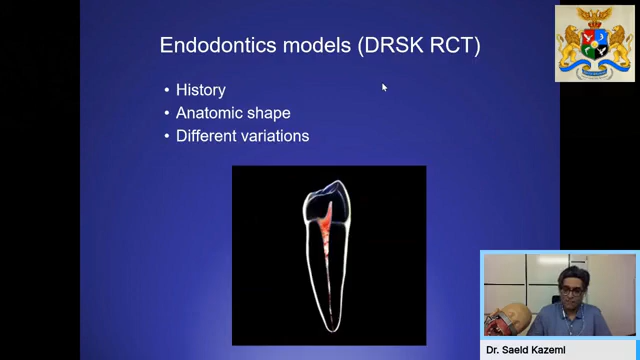 Endodontics models (DRSK RCT)
• History
• Anatomic shape
• Different variations
Dr. Saeid Kazemi